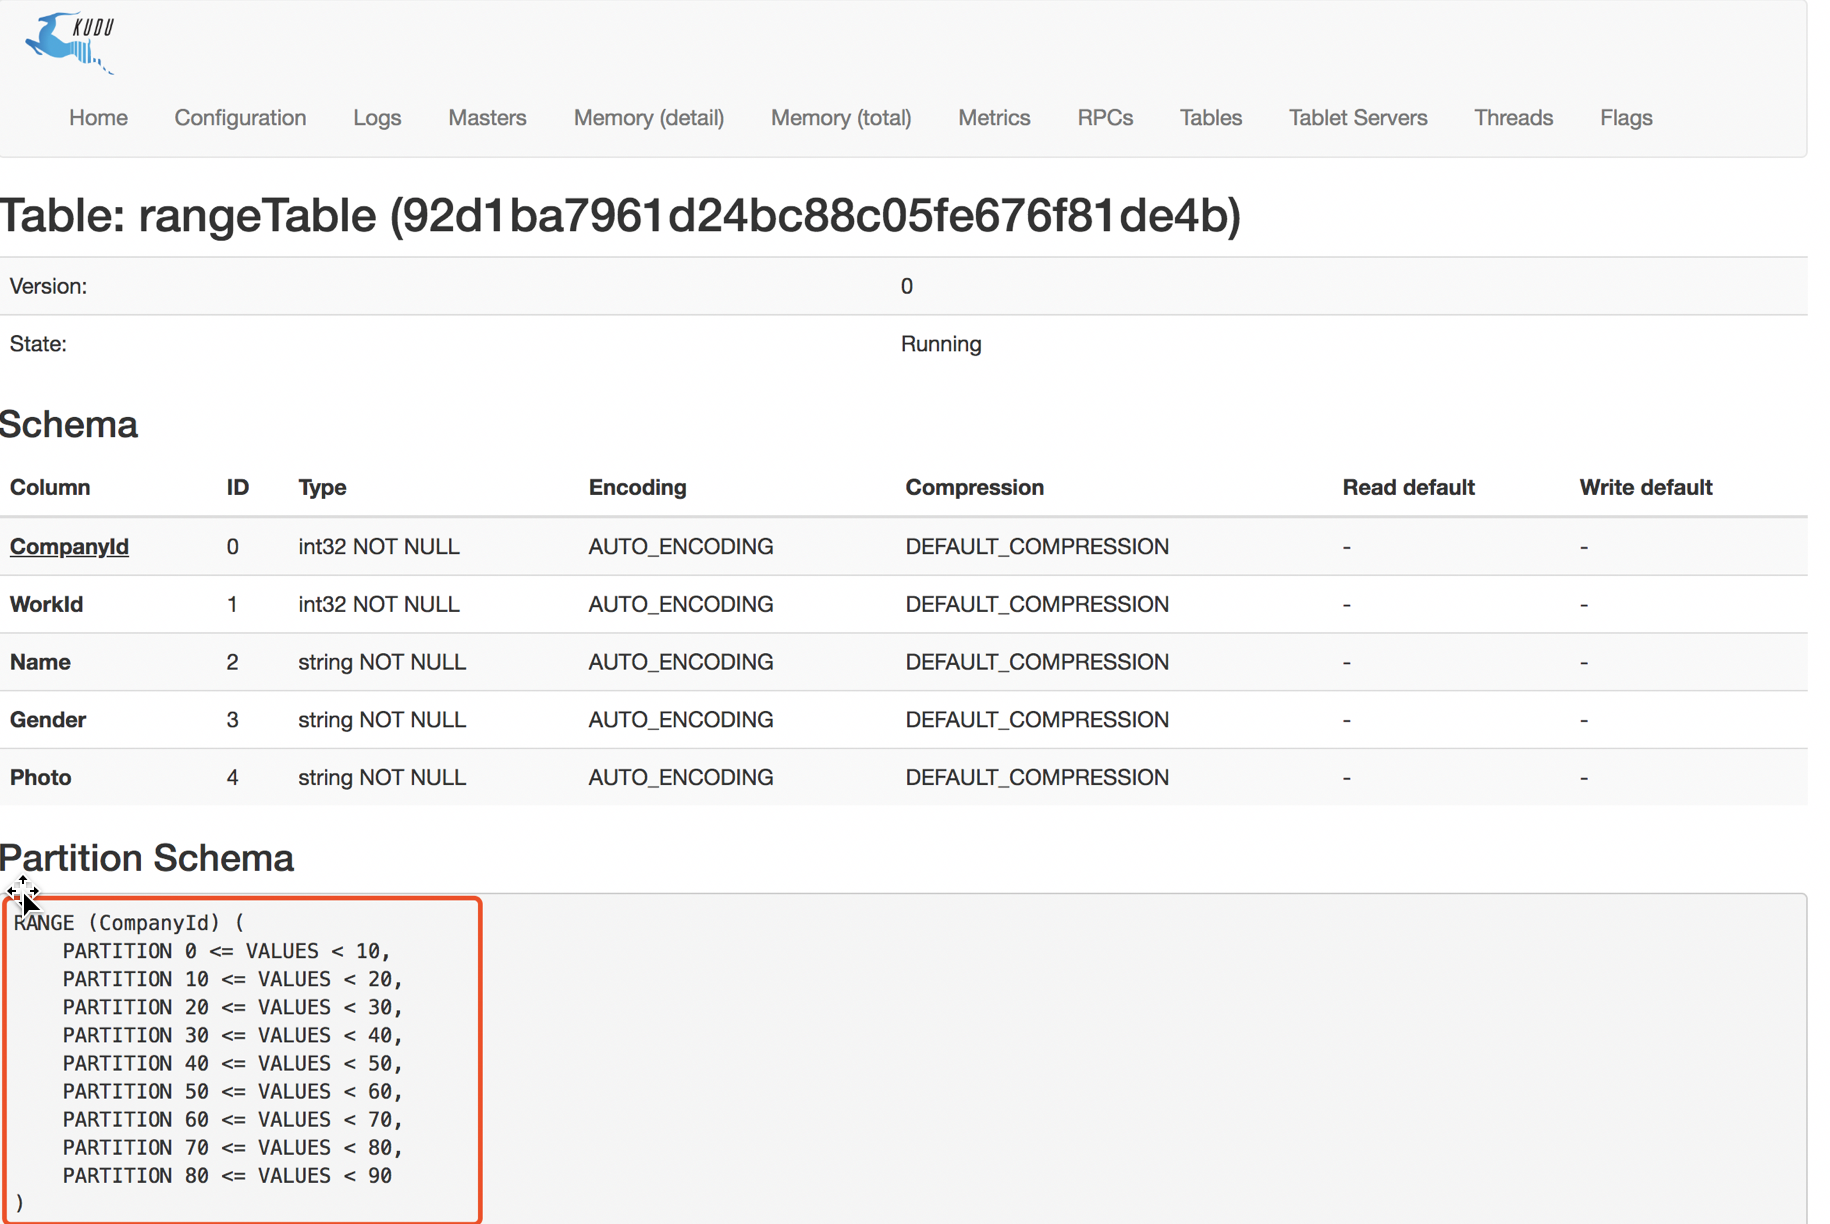 KUDU
Home Configuration Logs Masters Memory (detail) Memory (total) Metrics RPCs Tables Tablet Servers Threads Flags
Table: rangeTable (92d1ba7961d24bc88c05fe676f81de4b)
Version: 0
State: Running
Schema
Column ID Type Encoding Compression Read default Write default
CompanyId 0 int32 NOT NULL AUTO_ENCODING DEFAULT_COMPRESSION - -
WorkId 1 int32 NOT NULL AUTO_ENCODING DEFAULT_COMPRESSION - -
Name 2 string NOT NULL AUTO_ENCODING DEFAULT_COMPRESSION - -
Gender 3 string NOT NULL AUTO_ENCODING DEFAULT_COMPRESSION - -
Photo 4 string NOT NULL AUTO_ENCODING DEFAULT_COMPRESSION - -
Partition Schema
RANGE (CompanyId) (
    PARTITION 0 <= VALUES < 10,
    PARTITION 10 <= VALUES < 20,
    PARTITION 20 <= VALUES < 30,
    PARTITION 30 <= VALUES < 40,
    PARTITION 40 <= VALUES < 50,
    PARTITION 50 <= VALUES < 60,
    PARTITION 60 <= VALUES < 70,
    PARTITION 70 <= VALUES < 80,
    PARTITION 80 <= VALUES < 90
)